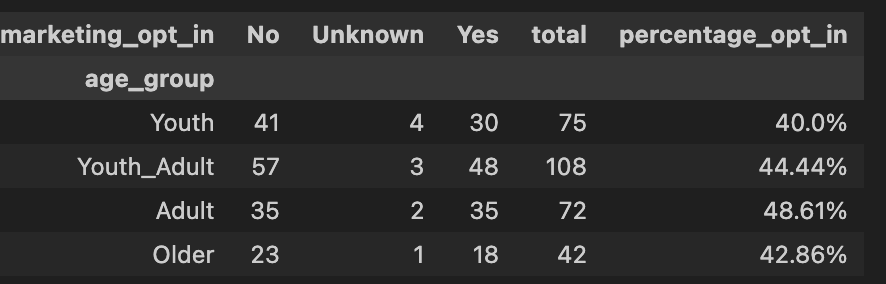 marketing_opt_in No Unknown Yes total percentage_opt_in
age_group
Youth 41 4 30 75 40.0%
Youth_Adult 57 3 48 108 44.44%
Adult 35 2 35 72 48.61%
Older 23 1 18 42 42.86%